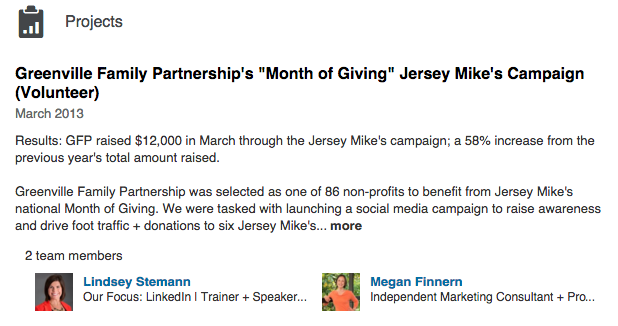 Projects
Greenville Family Partnership's "Month of Giving" Jersey Mike's Campaign
(Volunteer)
March 2013
Results: GFP raised $12,000 in March through the Jersey Mike's campaign; a 58% increase from the
previous year's total amount raised.
Greenville Family Partnership was selected as one of 86 non-profits to benefit from Jersey Mike's
national Month of Giving. We were tasked with launching a social media campaign to raise awareness
and drive foot traffic + donations to six Jersey Mike's... more
2 team members
Lindsey Stemann
Our Focus: LinkedIn l Trainer + Speaker...
Megan Finnern
Independent Marketing Consultant + Pro...